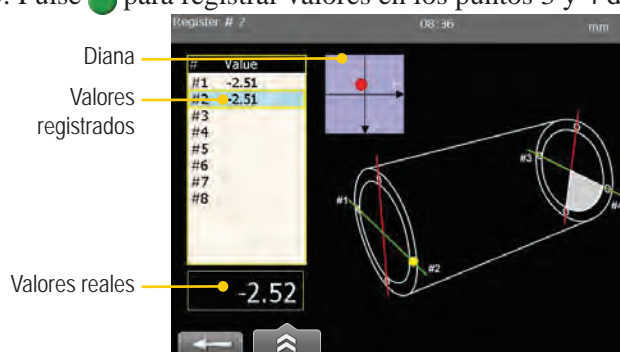 Pulse para registrar valores en los puntos 3 y 4 d
Register # 2 08:36 mm
Diana
# Value
#1 -2.51
Valores
registrados
#2 -2.51
#3
#4
#5
#6
#7
#8
#1
#2
#3
#4
Valores reales
-2.52